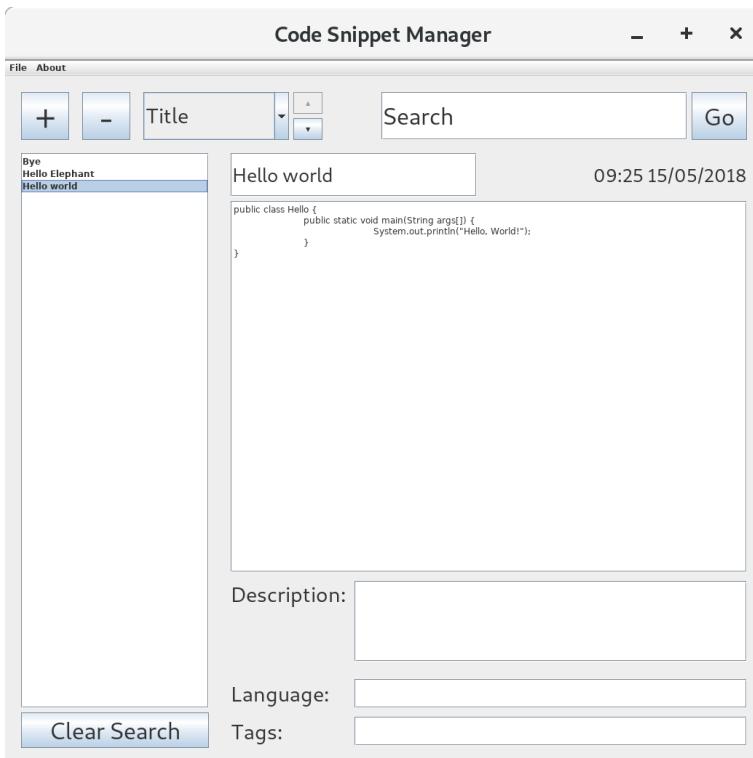 Code Snippet Manager
File About
+ - Title Search Go
Bye
Hello Elephant
Hello world
Hello world 09:25 15/05/2018
public class Hello {
public static void main(String args[]) {
System.out.println("Hello, World!");
}
}
Description:
Language:
Tags:
Clear Search